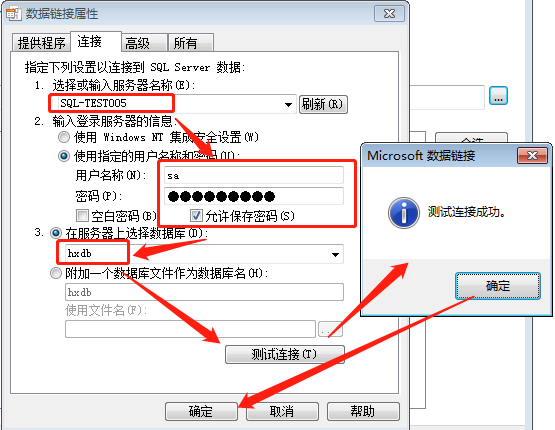 数据链接属性
提供程序 连接 高级 所有
指定下列设置以连接到 SQL Server 数据:
1. 选择或输入服务器名称(E):
SQL-TEST005 刷新(R)
2. 输入登录服务器的信息:
使用 Windows NT 集成安全设置(W)
使用指定的用户名称和密码(U):
用户名称(N): sa
密码(P): ●●●●●●●●●
空白密码(B) 允许保存密码(S)
3. 在服务器上选择数据库(D):
hxdb
附加一个数据库文件作为数据库名(H):
hxdb
使用文件名(F):
...
测试连接(T)
确定 取消 帮助
...
Microsoft 数据链接
测试连接成功。
确定